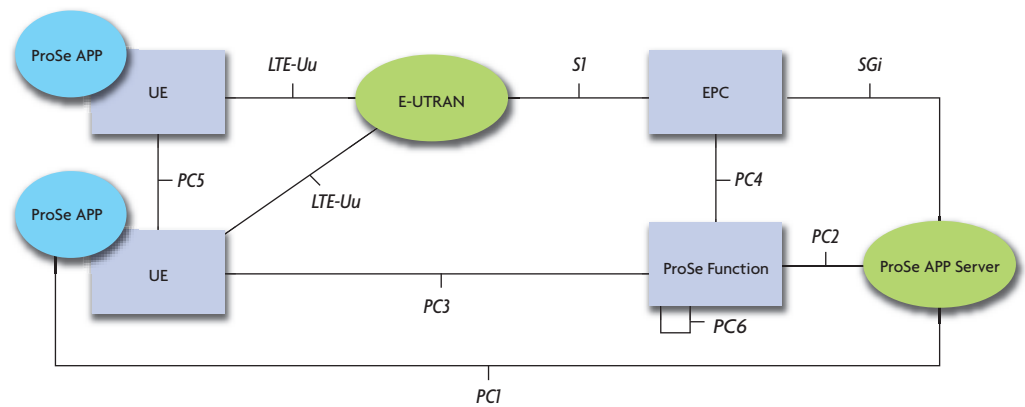 ProSe APP
UE
LTE-Uu
E-UTRAN
S1
EPC
SGi
PC5
LTE-Uu
PC4
ProSe APP
UE
PC3
ProSe Function
PC2
ProSe APP Server
PC6
PC1